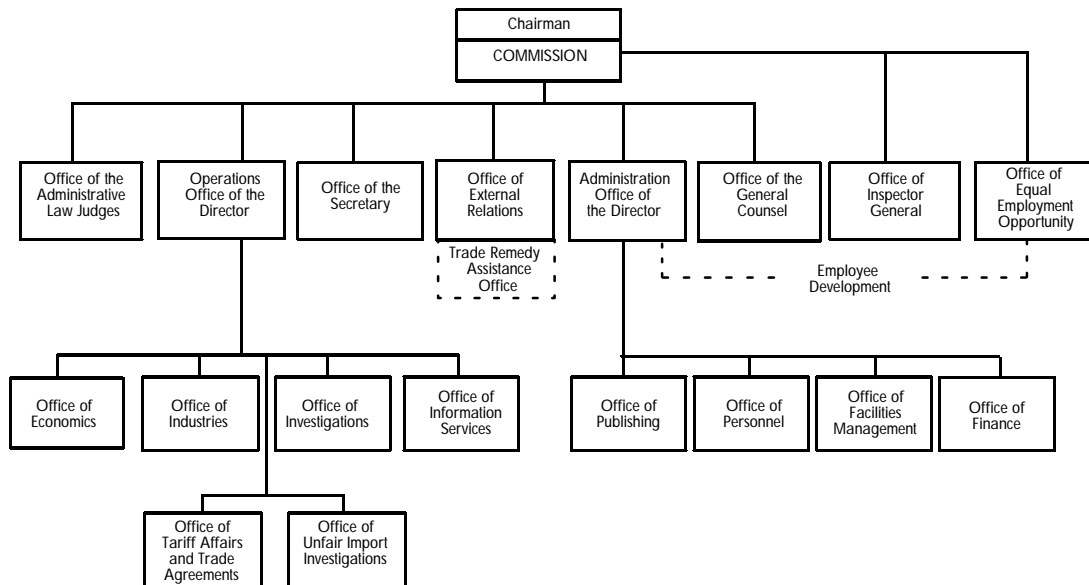 Chairman
COMMISSION
Office of the
Administrative
Law Judges
Operations
Office of the
Director
Office of the
Secretary
Office of
External
Relations
Administration
Office of
the Director
Office of the
General
Counsel
Office of
Inspector
General
Office of
Equal
Employment
Opportunity
Trade Remedy
Assistance
Office
Employee
Development
Office of
Economics
Office of
Industries
Office of
Investigations
Office of
Information
Services
Office of
Publishing
Office of
Personnel
Office of
Facilities
Management
Office of
Finance
Office of
Tariff Affairs
and Trade
Agreements
Office of
Unfair Import
Investigations